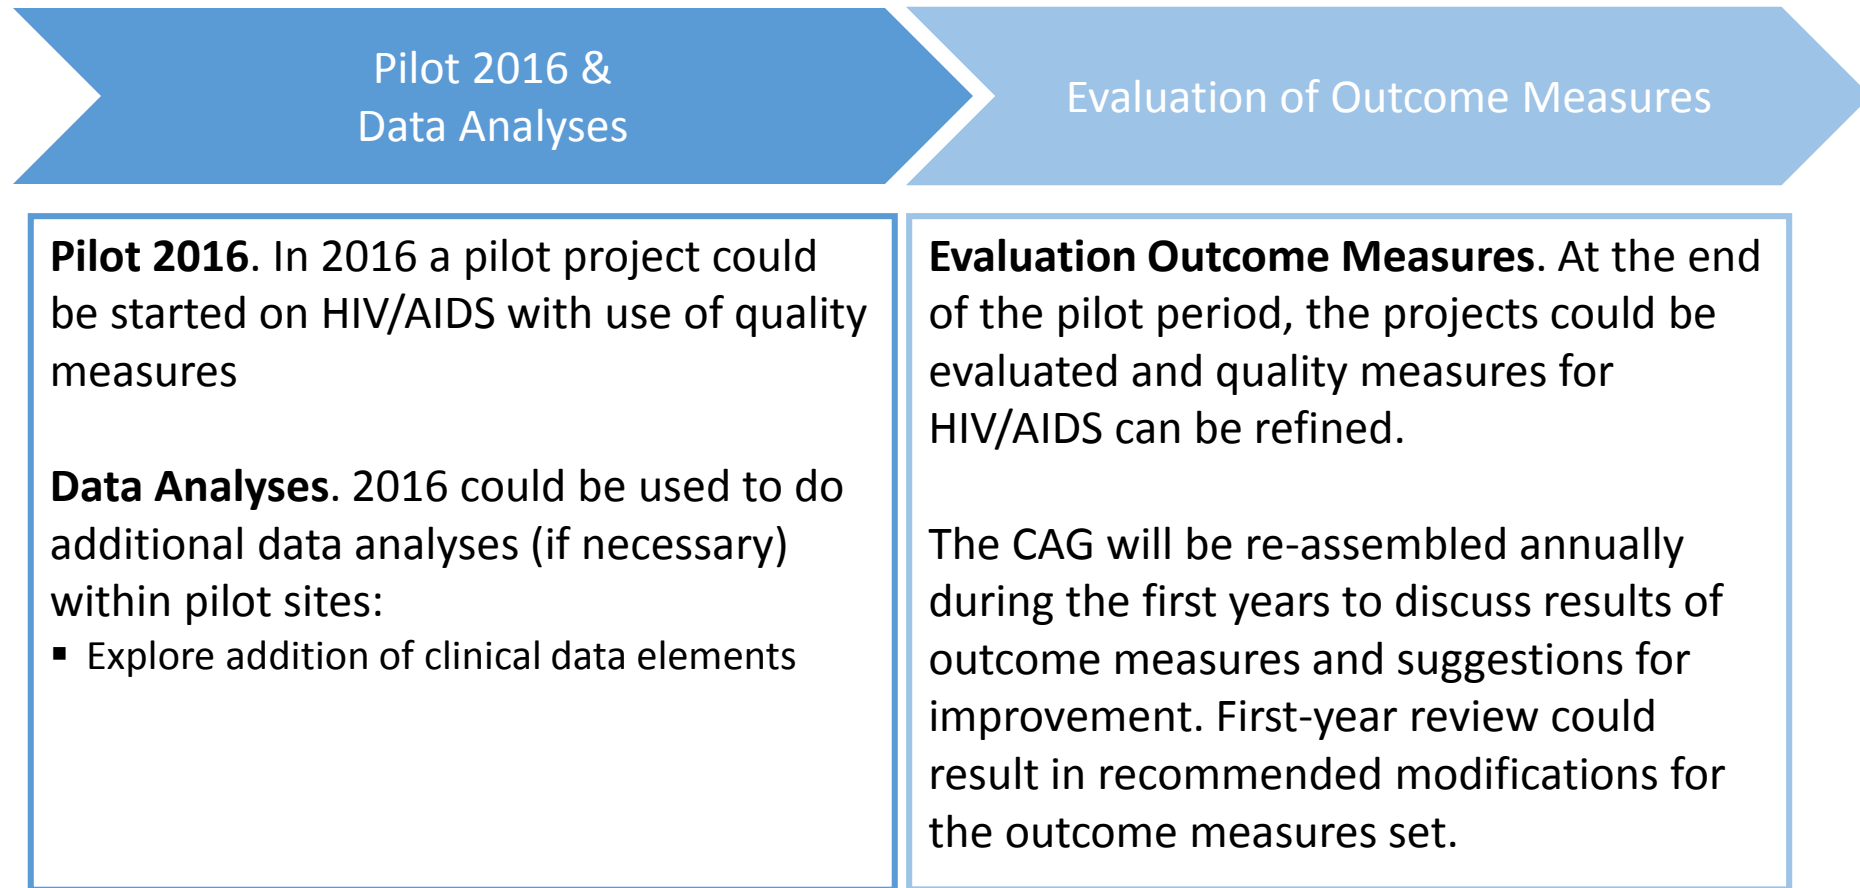 Pilot 2016 &
Data Analyses
Evaluation of Outcome Measures
Pilot 2016. In 2016 a pilot project could
be started on HIV/AIDS with use of quality
measures
Data Analyses. 2016 could be used to do
additional data analyses (if necessary)
within pilot sites:
▪ Explore addition of clinical data elements
Evaluation Outcome Measures. At the end
of the pilot period, the projects could be
evaluated and quality measures for
HIV/AIDS can be refined.
The CAG will be re-assembled annually
during the first years to discuss results of
outcome measures and suggestions for
improvement. First-year review could
result in recommended modifications for
the outcome measures set.